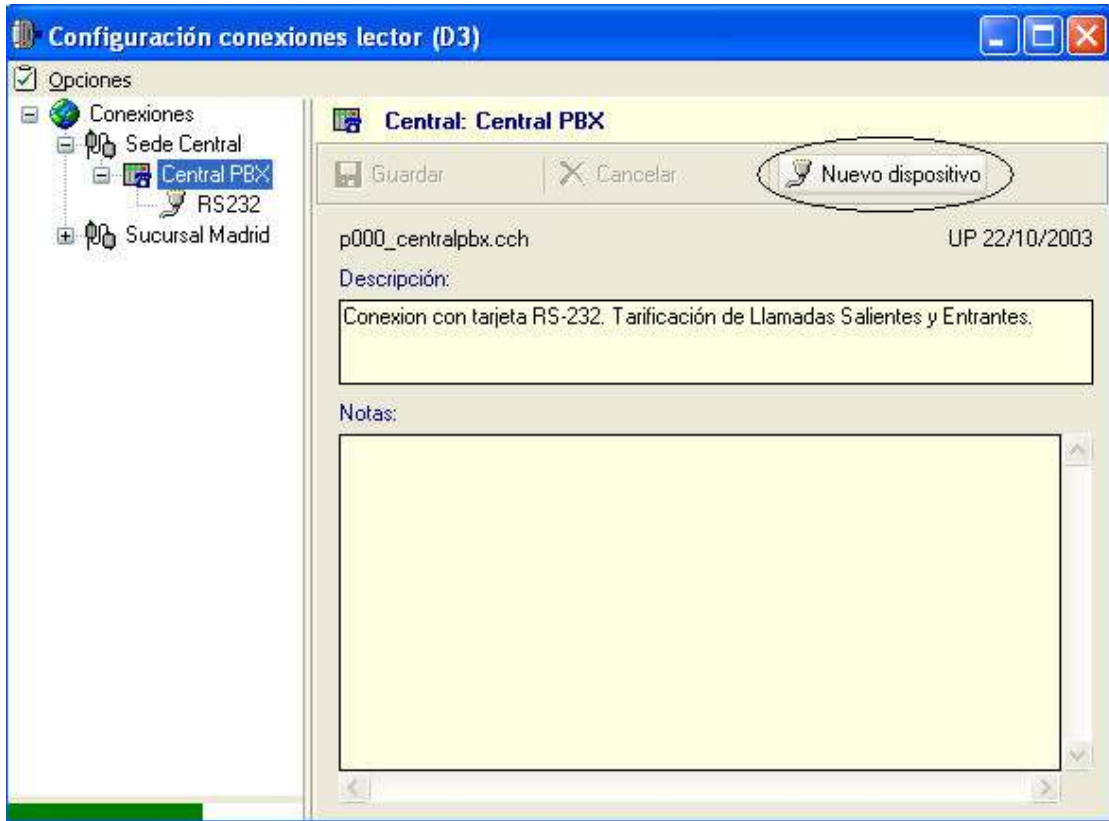 Configuración conexiones lector (D3)
Opciones
Conexiones
Sede Central
Central PBX
RS232
Sucursal Madrid
Central: Central PBX
Guardar Cancelar Nuevo dispositivo
p000_centralpbx.cch UP 22/10/2003
Descripción:
Conexion con tarjeta RS-232. Tarificación de Llamadas Salientes y Entrantes.
Notas: